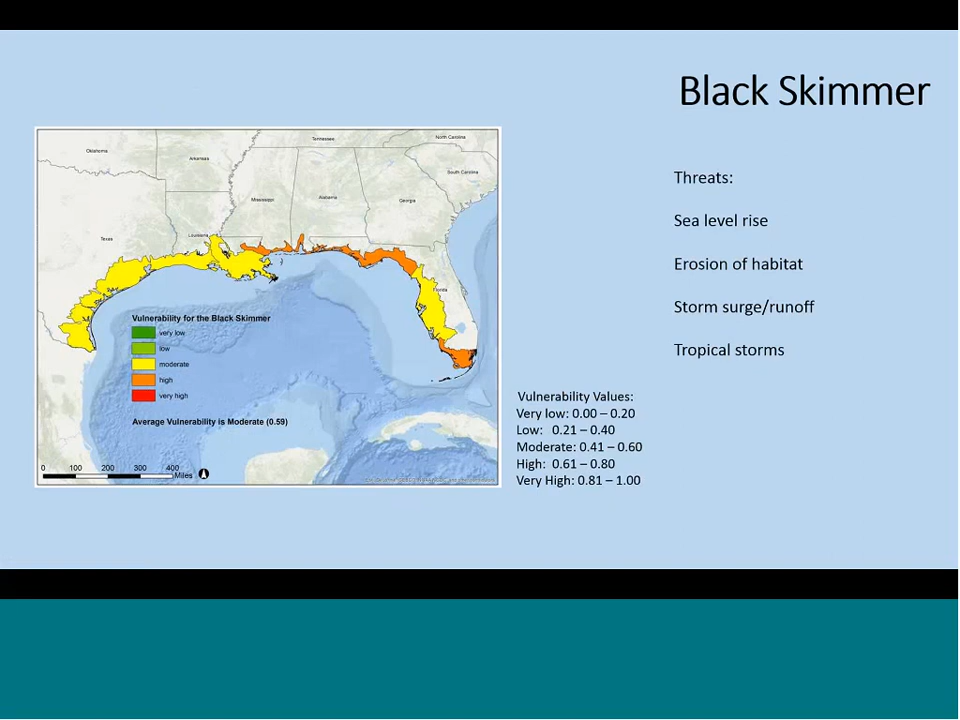 Black Skimmer
Threats:
Sea level rise
Erosion of habitat
Storm surge/runoff
Tropical storms
Oklahoma
Tennessee
North Carolina
Arkansas
South Carolina
Mississippi
Alabama
Georgia
Texas
Louisiana
Florida
Vulnerability for the Black Skimmer
very low
low
moderate
high
very high
Average Vulnerability is Moderate (0.59)
0 100 200 300 400
Miles
Vulnerability Values:
Very low: 0.00 – 0.20
Low: 0.21 – 0.40
Moderate: 0.41 – 0.60
High: 0.61 – 0.80
Very High: 0.81 – 1.00